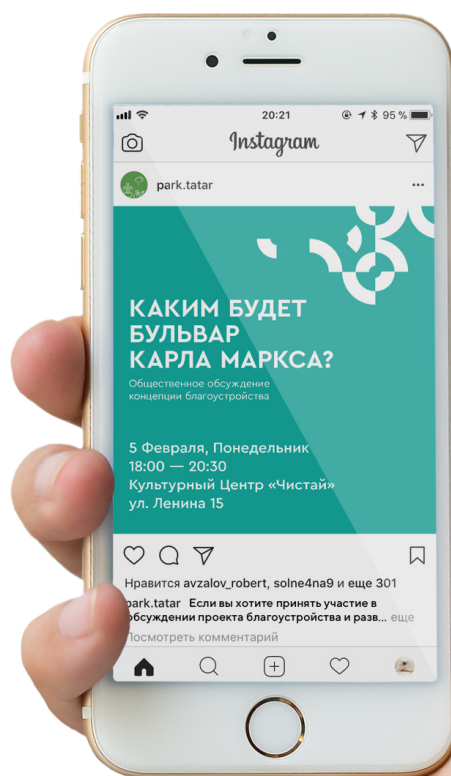 20:21
95 %
Instagram
park.tatar
КАКИМ БУДЕТ
БУЛЬВАР
КАРЛА МАРКСА?
Общественное обсуждение
концепции благоустройства
5 Февраля, Понедельник
18:00 — 20:30
Культурный Центр «Чистай»
ул. Ленина 15
Нравится avzalov_robert, solne4na9 и еще 301
park.tatar Если вы хотите принять участие в
обсуждении проекта благоустройства и разв... еще
Посмотреть комментарий